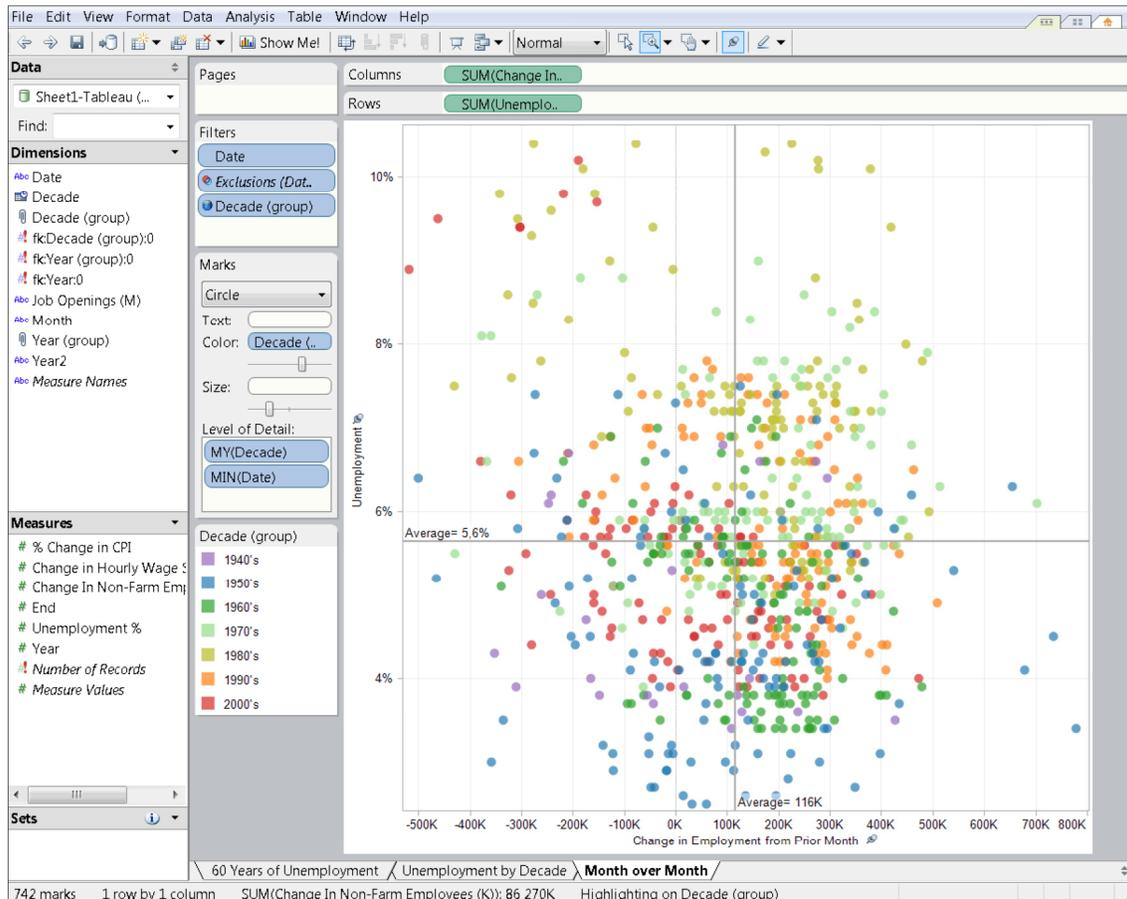 File Edit View Format Data Analysis Table Window Help
Show Me! Normal
Data
Sheet1-Tableau (...
Find:
Dimensions
Abc Date
Decade
Decade (group)
#! fk:Decade (group):0
#! fk:Year (group):0
#! fk:Year:0
Abc Job Openings (M)
Abc Month
Year (group)
Abc Year2
Abc Measure Names
Measures
# % Change in CPI
# Change in Hourly Wage S
# Change In Non-Farm Emp
# End
# Unemployment %
# Year
#! Number of Records
# Measure Values
Sets
Pages
Filters
Date
Exclusions (Dat..
Decade (group)
Marks
Circle
Text:
Color: Decade (..
Size:
Level of Detail:
MY(Decade)
MIN(Date)
Decade (group)
1940's
1950's
1960's
1970's
1980's
1990's
2000's
Columns SUM(Change In..
Rows SUM(Unemplo..
10%
8%
6%
4%
Unemployment
Average= 5,6%
Average= 116K
-500K -400K -300K -200K -100K 0K 100K 200K 300K 400K 500K 600K 700K 800K
Change in Employment from Prior Month
60 Years of Unemployment Unemployment by Decade Month over Month
742 marks 1 row by 1 column SUM(Change In Non-Farm Employees (K)): 86 270K Highlighting on Decade (group)